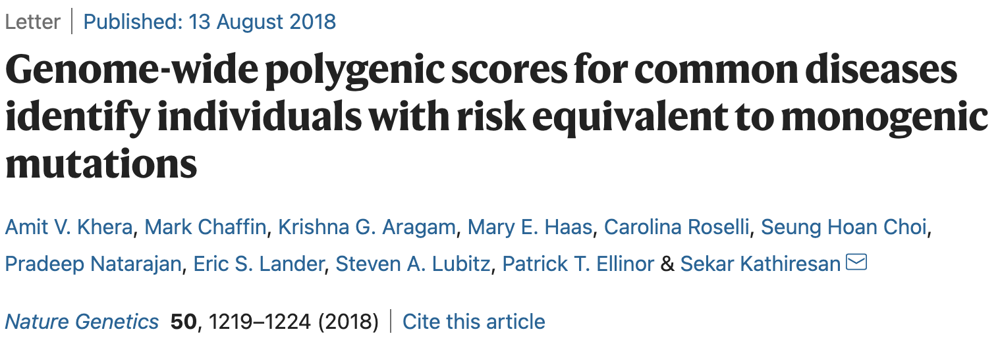 Letter | Published: 13 August 2018
Genome-wide polygenic scores for common diseases
identify individuals with risk equivalent to monogenic
mutations
Amit V. Khera, Mark Chaffin, Krishna G. Aragam, Mary E. Haas, Carolina Roselli, Seung Hoan Choi,
Pradeep Natarajan, Eric S. Lander, Steven A. Lubitz, Patrick T. Ellinor & Sekar Kathiresan
Nature Genetics 50, 1219–1224 (2018) | Cite this article